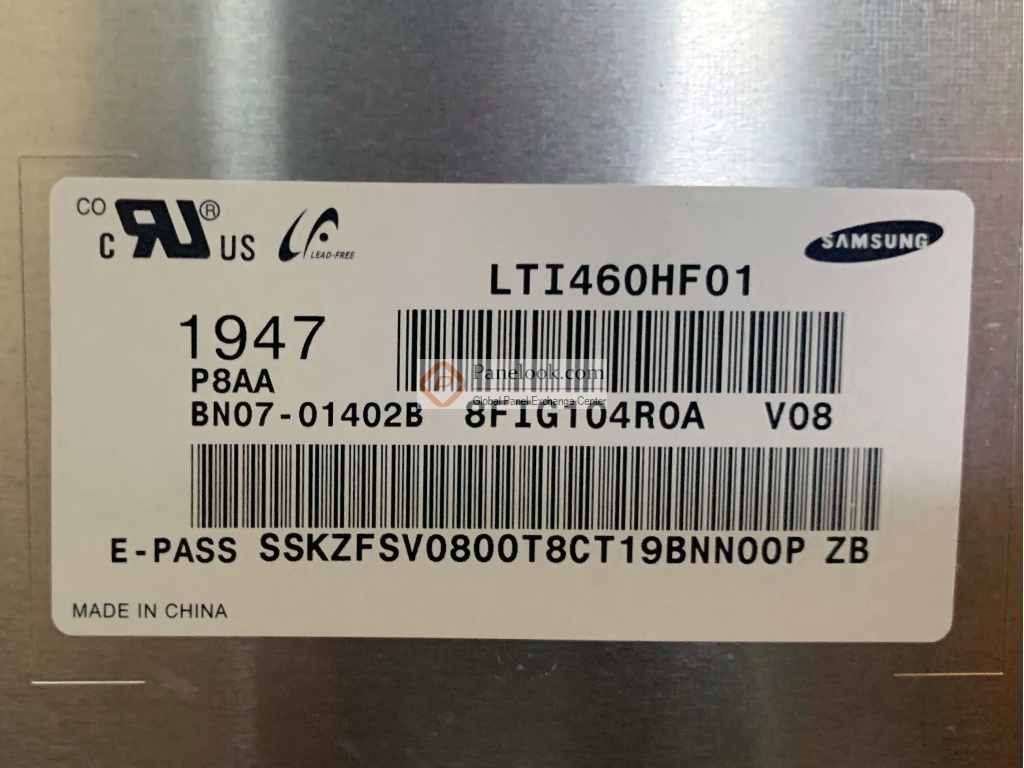 CO
C RU® US LEAD-FREE
SAMSUNG
LTI460HF01
1947
P8AA
Panelook.com
Global Panel Exchange Center
BN07-01402B 8FIG104R0A V08
E-PASS SSKZFSV0800T8CT19BNN00P ZB
MADE IN CHINA